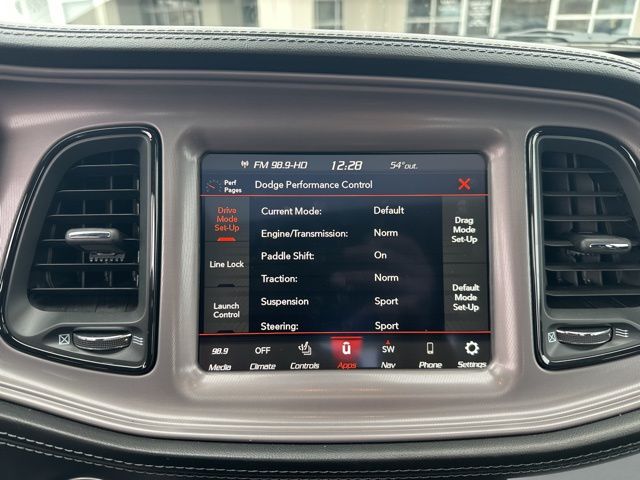 FM 98.9-HD 12:28 54°out.
Perf Pages
Dodge Performance Control
Drive Mode Set-Up
Line Lock
Launch Control
Current Mode: Default
Engine/Transmission: Norm
Paddle Shift: On
Traction: Norm
Suspension Sport
Steering: Sport
Drag Mode Set-Up
Default Mode Set-Up
98.9 OFF SW
Media Climate Controls Apps Nav Phone Settings